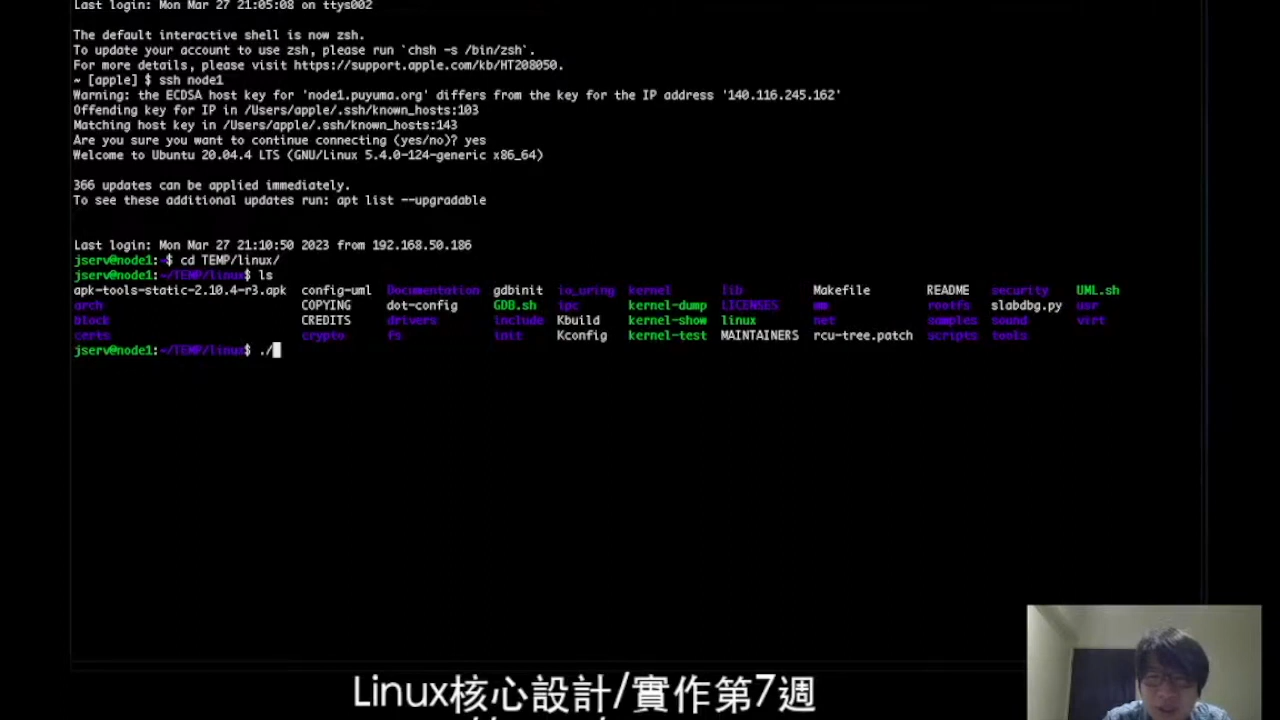 Last login: Mon Mar 27 21:05:08 on ttys002
The default interactive shell is now zsh.
To update your account to use zsh, please run `chsh -s /bin/zsh`.
For more details, please visit https://support.apple.com/kb/HT208050.
~ [apple] $ ssh node1
Warning: the ECDSA host key for 'node1.puyuma.org' differs from the key for the IP address '140.116.245.162'
Offending key for IP in /Users/apple/.ssh/known_hosts:103
Matching host key in /Users/apple/.ssh/known_hosts:143
Are you sure you want to continue connecting (yes/no)? yes
Welcome to Ubuntu 20.04.4 LTS (GNU/Linux 5.4.0-124-generic x86_64)
366 updates can be applied immediately.
To see these additional updates run: apt list --upgradable
Last login: Mon Mar 27 21:10:50 2023 from 192.168.50.186
jserv@node1:~$ cd TEMP/linux/
jserv@node1:~/TEMP/linux$ ls
apk-tools-static-2.10.4-r3.apk config-uml Documentation gdbinit io_uring kernel lib Makefile README security UML.sh
arch COPYING dot-config GDB.sh ipc kernel-dump LICENSES mm rootfs slabdbg.py usr
block CREDITS drivers include Kbuild kernel-show linux net samples sound virt
certs crypto fs init Kconfig kernel-test MAINTAINERS rcu-tree.patch scripts tools
jserv@node1:~/TEMP/linux$ ./
Linux核心設計/實作第7週